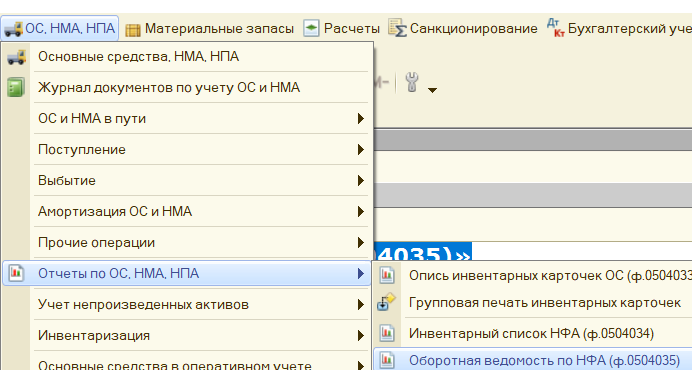 ОС, НМА, НПА Материальные запасы Расчеты Санкционирование Дт Кт Бухгалтерский уче
Основные средства, НМА, НПА
Журнал документов по учету ОС и НМА
М-
ОС и НМА в пути
Поступление
Выбытие
Амортизация ОС и НМА
Прочие операции
4035)»
Отчеты по ОС, НМА, НПА
Опись инвентарных карточек ОС (ф.0504033
Учет непроизведенных активов
Групповая печать инвентарных карточек
Инвентаризация
Инвентарный список НФА (ф.0504034)
Основные средства в оперативном учете
Оборотная ведомость по НФА (ф.0504035)